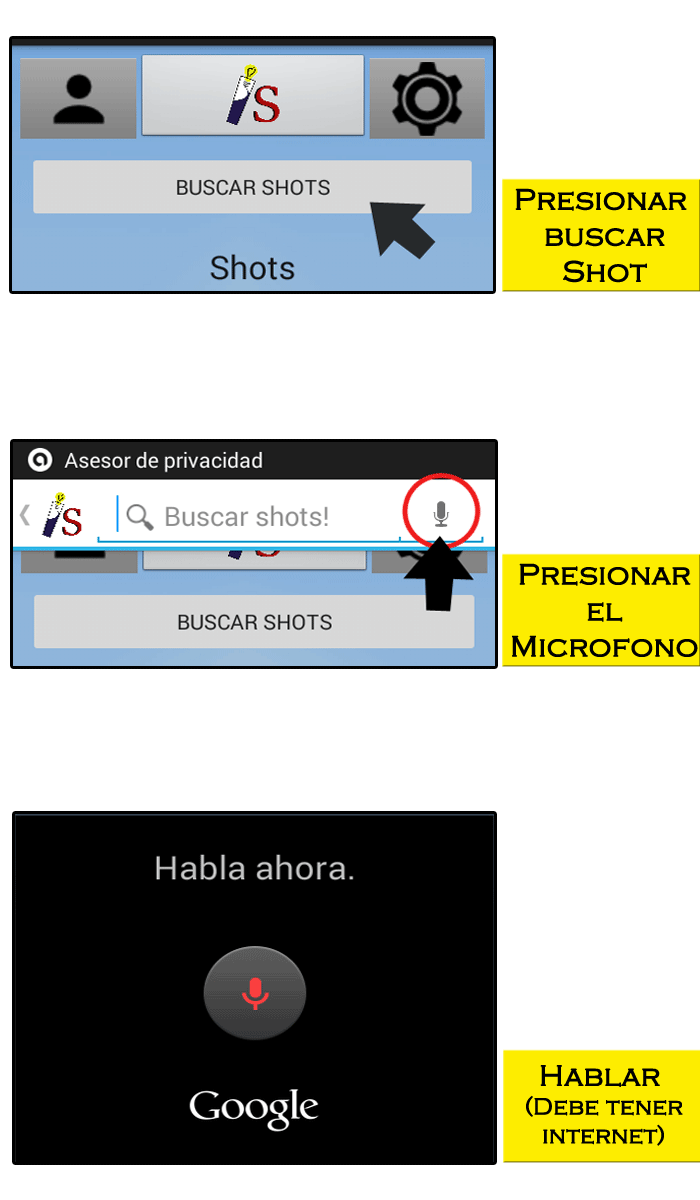 S
BUSCAR SHOTS
Shots
PRESIONAR
BUSCAR
SHOT
Asesor de privacidad
S
Buscar shots!
S
BUSCAR SHOTS
PRESIONAR
EL
MICROFONO
Habla ahora.
Google
HABLAR
(DEBE TENER
INTERNET)